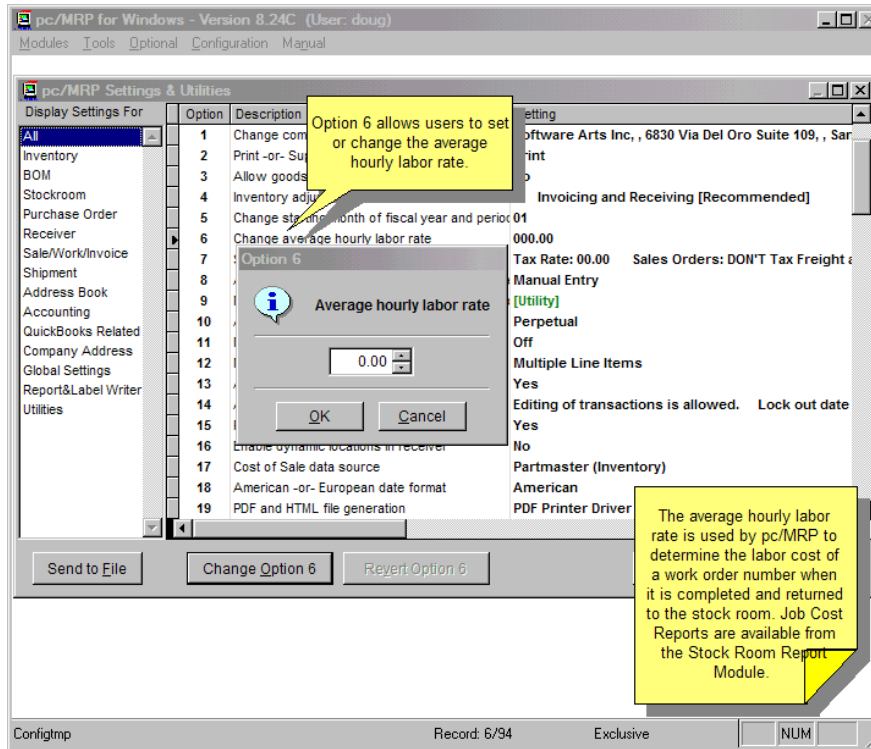 pc/MRP for Windows - Version 8.24C (User: doug)
Modules Tools Optional Configuration Manual
pc/MRP Settings & Utilities
Display Settings For
All
Inventory
BOM
Stockroom
Purchase Order
Receiver
Sale/Work/Invoice
Shipment
Address Book
Accounting
QuickBooks Related
Company Address
Global Settings
Report&Label Writer
Utilities
Option Description etting
1 Change com oftware Arts Inc, , 6830 Via Del Oro Suite 109, , Sar
2 Print -or- Su rint
3 Allow goods
4 Inventory adju Invoicing and Receiving [Recommended]
5 Change starting month of fiscal year and perio 01
6 Change average hourly labor rate 000.00
7 Tax Rate: 00.00 Sales Orders: DON'T Tax Freight
8 Manual Entry
9 [Utility]
10 Perpetual
11 Off
12 Multiple Line Items
13 Yes
14 Editing of transactions is allowed. Lock out date
15 Yes
16 Enable dynamic locations in receiver No
17 Cost of Sale data source Partmaster (Inventory)
18 American -or- European date format American
19 PDF and HTML file generation PDF Printer Driver
Option 6 allows users to set
or change the average
hourly labor rate.
Option 6
Average hourly labor rate
0.00
OK Cancel
Send to File Change Option 6 Revert Option 6
The average hourly labor
rate is used by pc/MRP to
determine the labor cost of
a work order number when
it is completed and returned
to the stock room. Job Cost
Reports are available from
the Stock Room Report
Module.
Configtmp Record: 6/94 Exclusive NUM